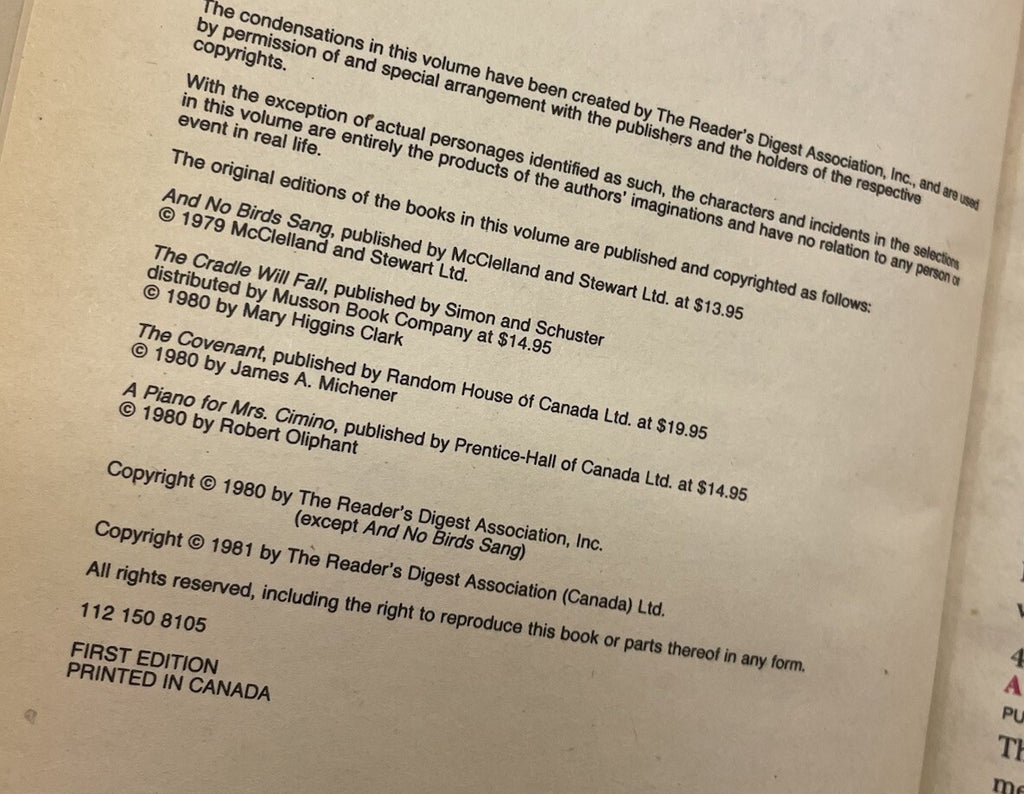 The condensations in this volume have been created by The Reader's Digest Association, Inc., and are used
by permission of and special arrangement with the publishers and the holders of the respective
copyrights.
With the exception of actual personages identified as such, the characters and incidents in the selections
in this volume are entirely the products of the authors' imaginations and have no relation to any person or
event in real life.
The original editions of the books in this volume are published and copyrighted as follows:
And No Birds Sang, published by McClelland and Stewart Ltd. at $13.95
© 1979 McClelland and Stewart Ltd.
The Cradle Will Fall, published by Simon and Schuster
distributed by Musson Book Company at $14.95
© 1980 by Mary Higgins Clark
The Covenant, published by Random House of Canada Ltd. at $19.95
© 1980 by James A. Michener
A Piano for Mrs. Cimino, published by Prentice-Hall of Canada Ltd. at $14.95
© 1980 by Robert Oliphant
Copyright © 1980 by The Reader's Digest Association, Inc.
(except And No Birds Sang)
Copyright © 1981 by The Reader's Digest Association (Canada) Ltd.
All rights reserved, including the right to reproduce this book or parts thereof in any form.
112 150 8105
FIRST EDITION
PRINTED IN CANADA
4
A
PU
Th
me